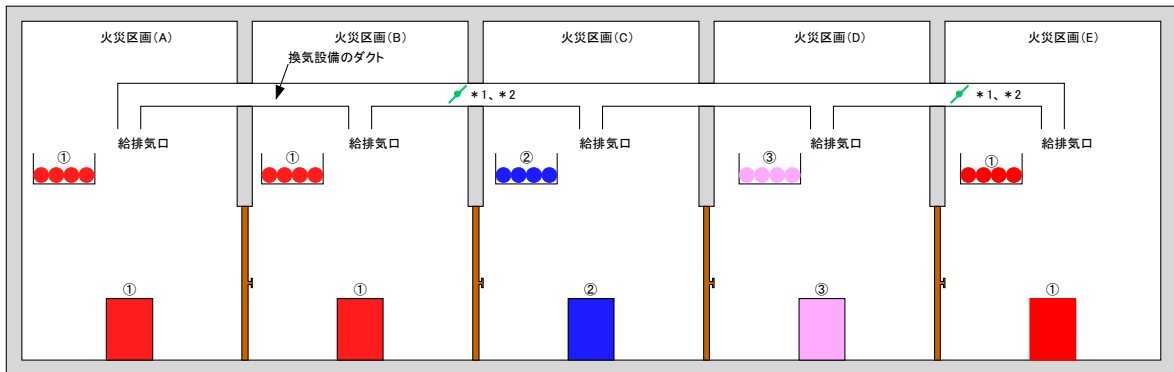 火災区画(A)
火災区画(B)
火災区画(C)
火災区画(D)
火災区画(E)
換気設備のダクト
*1、*2
*1、*2
給排気口
給排気口
給排気口
給排気口
給排気口
①
①
②
③
①
①
①
②
③
①